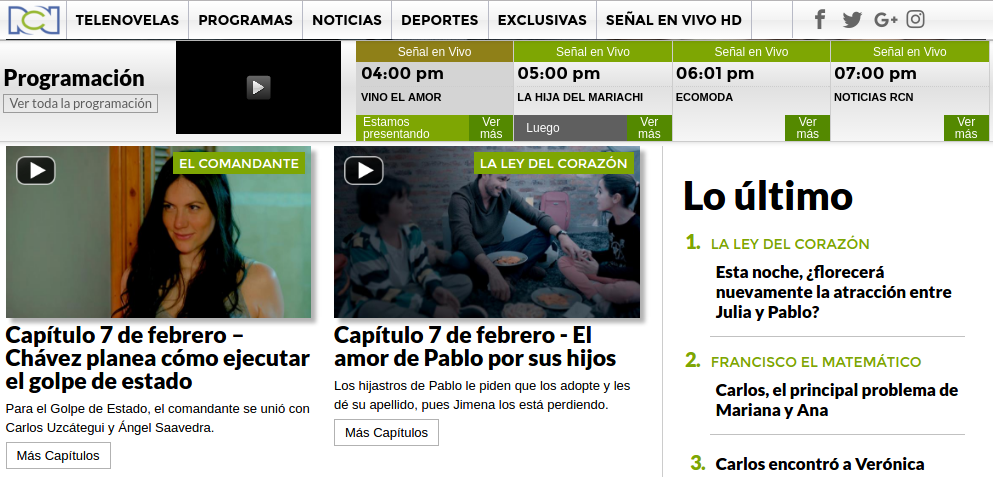 RCN
TELENOVELAS
PROGRAMAS
NOTICIAS
DEPORTES
EXCLUSIVAS
SEÑAL EN VIVO HD
Programación
Ver toda la programación
Señal en Vivo
04:00 pm
VINO EL AMOR
Estamos
presentando
Ver
más
Señal en Vivo
05:00 pm
LA HIJA DEL MARIACHI
Luego
Ver
más
Señal en Vivo
06:01 pm
ECOMODA
Ver
más
Señal en Vivo
07:00 pm
NOTICIAS RCN
Ver
más
EL COMANDANTE
Capítulo 7 de febrero –
Chávez planea cómo ejecutar
el golpe de estado
Para el Golpe de Estado, el comandante se unió con
Carlos Uzcátegui y Ángel Saavedra.
Más Capítulos
LA LEY DEL CORAZÓN
Capítulo 7 de febrero - El
amor de Pablo por sus hijos
Los hijastros de Pablo le piden que los adopte y les
dé su apellido, pues Jimena los está perdiendo.
Más Capítulos
Lo último
1. LA LEY DEL CORAZÓN
Esta noche, ¿florecerá
nuevamente la atracción entre
Julia y Pablo?
2. FRANCISCO EL MATEMÁTICO
Carlos, el principal problema de
Mariana y Ana
3. Carlos encontró a Verónica